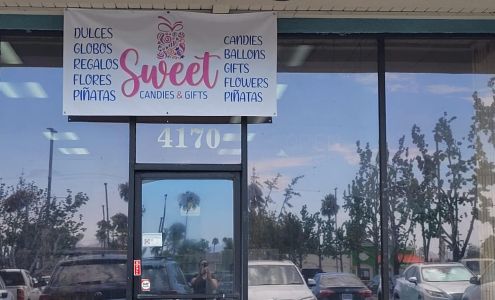 DULCES
GLOBOS
REGALOS
FLORES
PIÑATAS
Sweet
CANDIES & GIFTS
CANDIES
BALLONS
GIFTS
FLOWERS
PIÑATAS
4170